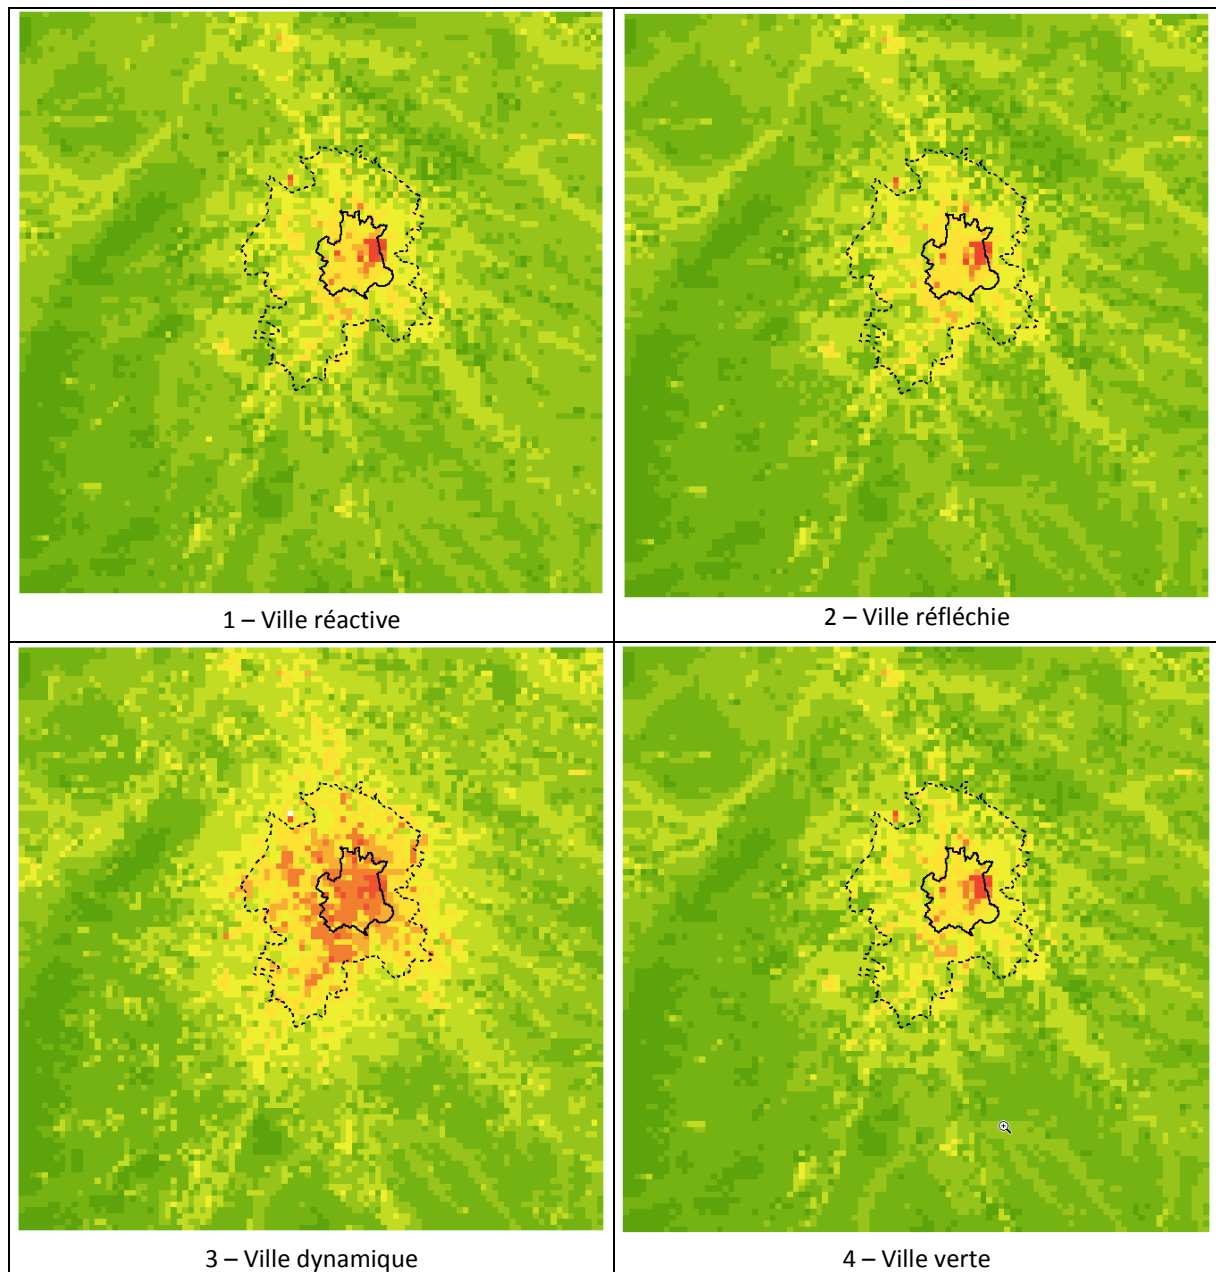 1 – Ville réactive
2 – Ville réfléchie
3 – Ville dynamique
4 – Ville verte